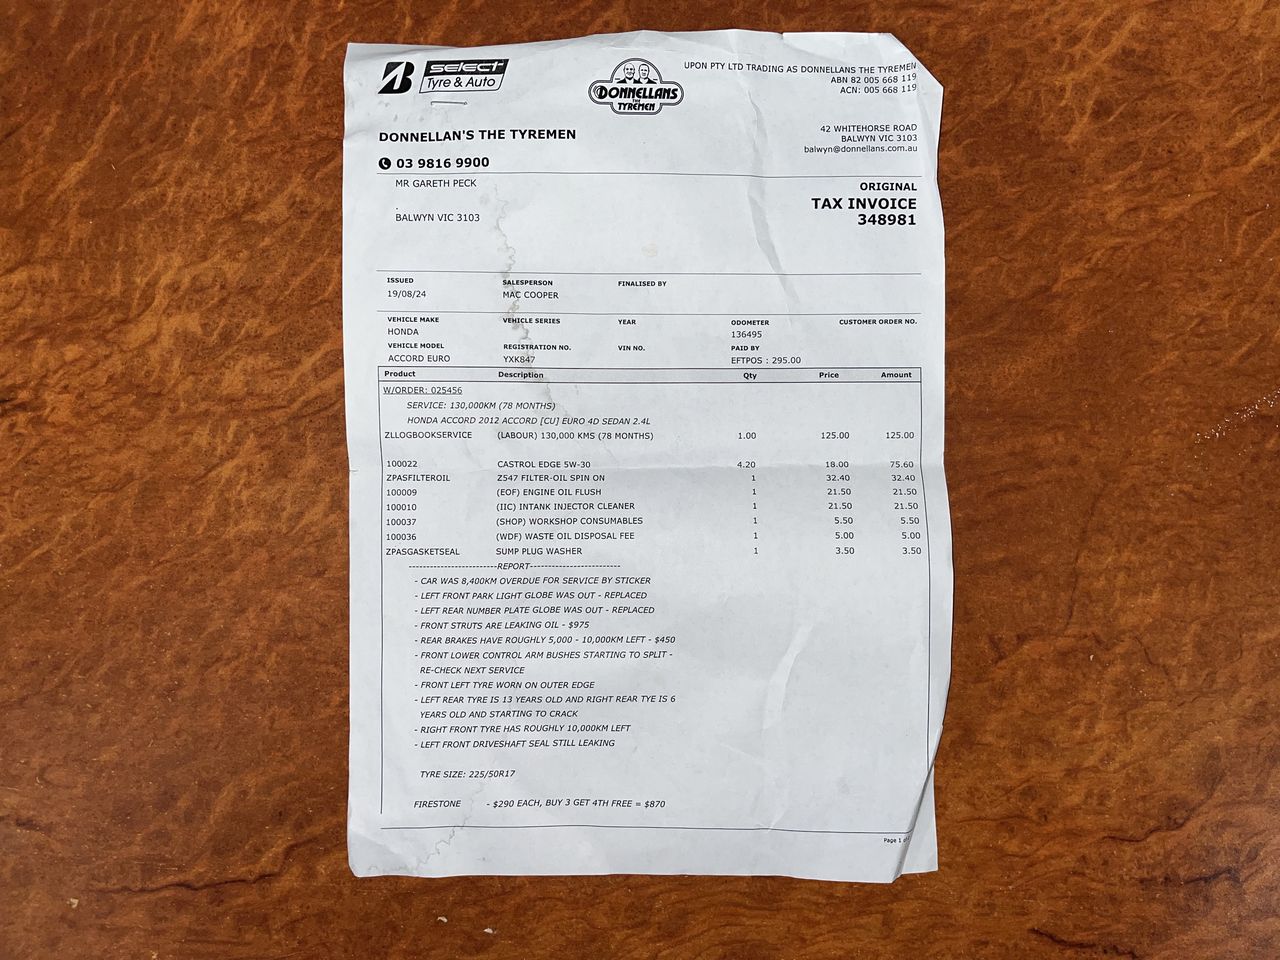 SELECT
Tyre & Auto
DONNELLANS
THE
TYREMEN
UPON PTY LTD TRADING AS DONNELLANS THE TYREMEN
ABN 82 005 668 119
ACN: 005 668 119
DONNELLAN'S THE TYREMEN
42 WHITEHORSE ROAD
BALWYN VIC 3103
balwyn@donnellans.com.au
03 9816 9900
MR GARETH PECK
.
BALWYN VIC 3103
ORIGINAL
TAX INVOICE
348981
ISSUED SALESPERSON FINALISED BY
19/08/24 MAC COOPER
VEHICLE MAKE VEHICLE SERIES YEAR ODOMETER CUSTOMER ORDER NO.
HONDA 136495
VEHICLE MODEL REGISTRATION NO. VIN NO. PAID BY
ACCORD EURO YXK847 EFTPOS : 295.00
Product Description Qty Price Amount
W/ORDER: 025456
SERVICE: 130,000KM (78 MONTHS)
HONDA ACCORD 2012 ACCORD [CU] EURO 4D SEDAN 2.4L
ZLLOGBOOKSERVICE (LABOUR) 130,000 KMS (78 MONTHS) 1.00 125.00 125.00
100022 CASTROL EDGE 5W-30 4.20 18.00 75.60
ZPASFILTEROIL Z547 FILTER-OIL SPIN ON 1 32.40 32.40
100009 (EOF) ENGINE OIL FLUSH 1 21.50 21.50
100010 (IIC) INTANK INJECTOR CLEANER 1 21.50 21.50
100037 (SHOP) WORKSHOP CONSUMABLES 1 5.50 5.50
100036 (WDF) WASTE OIL DISPOSAL FEE 1 5.00 5.00
ZPASGASKETSEAL SUMP PLUG WASHER 1 3.50 3.50
-------------------------REPORT-------------------------
- CAR WAS 8,400KM OVERDUE FOR SERVICE BY STICKER
- LEFT FRONT PARK LIGHT GLOBE WAS OUT - REPLACED
- LEFT REAR NUMBER PLATE GLOBE WAS OUT - REPLACED
- FRONT STRUTS ARE LEAKING OIL - $975
- REAR BRAKES HAVE ROUGHLY 5,000 - 10,000KM LEFT - $450
- FRONT LOWER CONTROL ARM BUSHES STARTING TO SPLIT -
RE-CHECK NEXT SERVICE
- FRONT LEFT TYRE WORN ON OUTER EDGE
- LEFT REAR TYRE IS 13 YEARS OLD AND RIGHT REAR TYE IS 6
YEARS OLD AND STARTING TO CRACK
- RIGHT FRONT TYRE HAS ROUGHLY 10,000KM LEFT
- LEFT FRONT DRIVESHAFT SEAL STILL LEAKING
TYRE SIZE: 225/50R17
FIRESTONE - $290 EACH, BUY 3 GET 4TH FREE = $870
Page 1